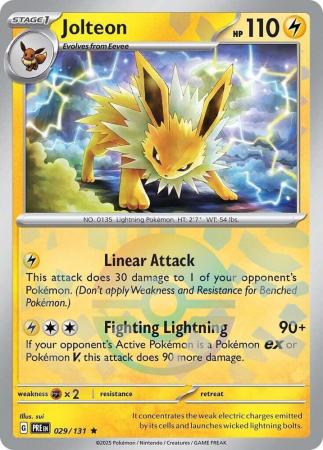 STAGE 1
Jolteon
HP 110
Evolves from Eevee
NO. 0135 Lightning Pokémon. HT: 2'7" WT: 54 lbs.
Linear Attack
This attack does 30 damage to 1 of your opponent's
Pokémon. (Don't apply Weakness and Resistance for Benched
Pokémon.)
Fighting Lightning 90+
If your opponent's Active Pokémon is a Pokémon ex or
Pokémon V, this attack does 90 more damage.
weakness × 2 resistance retreat
Illus. sui
G PRE EN 029/131 ★
It concentrates the weak electric charges emitted
by its cells and launches wicked lightning bolts.
©2025 Pokémon / Nintendo / Creatures / GAME FREAK